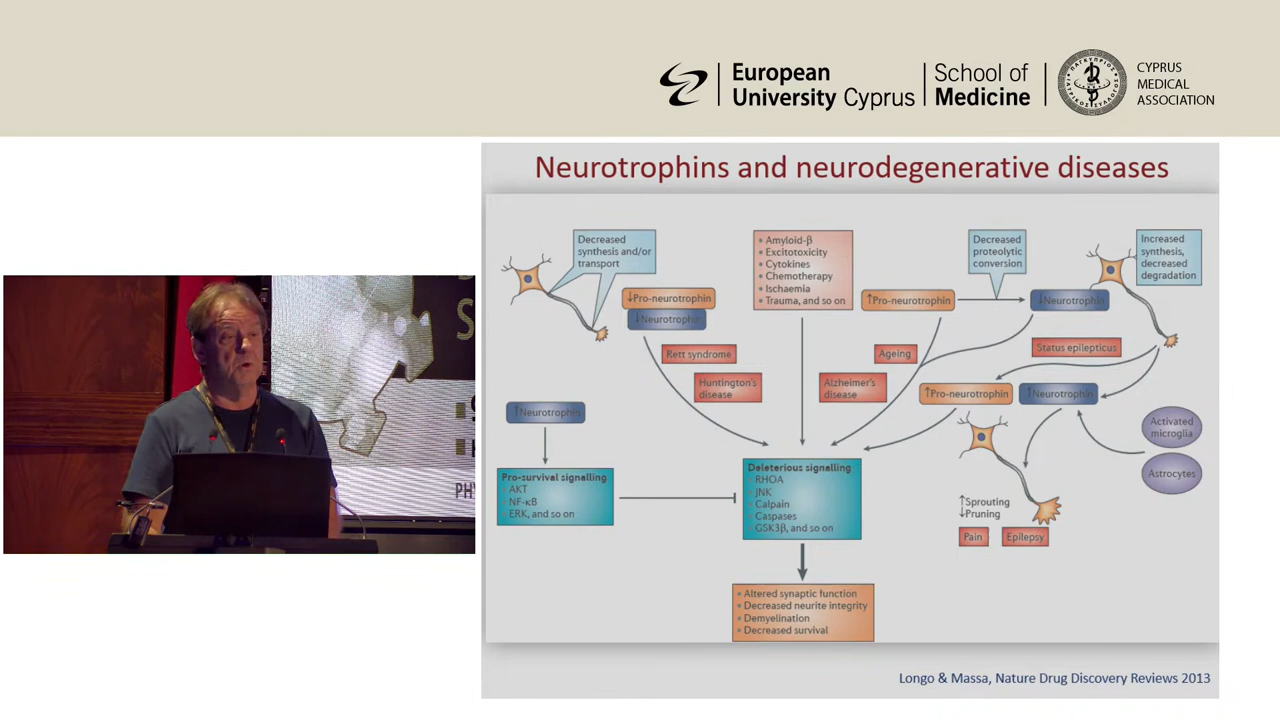 European
University Cyprus
School of
Medicine
CYPRUS
MEDICAL
ASSOCIATION
Neurotrophins and neurodegenerative diseases
Decreased
synthesis and/or
transport
↓Pro-neurotrophin
↓Neurotrophin
• Amyloid-β
• Excitotoxicity
• Cytokines
• Chemotherapy
• Ischaemia
• Trauma, and so on
Decreased
proteolytic
conversion
↑Pro-neurotrophin
↓Neurotrophin
Increased
synthesis,
decreased
degradation
Rett syndrome
Huntington's
disease
Ageing
Alzheimer's
disease
Status epilepticus
↑Pro-neurotrophin
↑Neurotrophin
Activated
microglia
Astrocytes
↑Neurotrophin
Pro-survival signalling
AKT
NF-κB
ERK, and so on
Deleterious signalling
RHOA
JNK
Calpain
Caspases
GSK3β, and so on
↑Sprouting
↓Pruning
Pain
Epilepsy
• Altered synaptic function
• Decreased neurite integrity
• Demyelination
• Decreased survival
Longo & Massa, Nature Drug Discovery Reviews 2013
PH